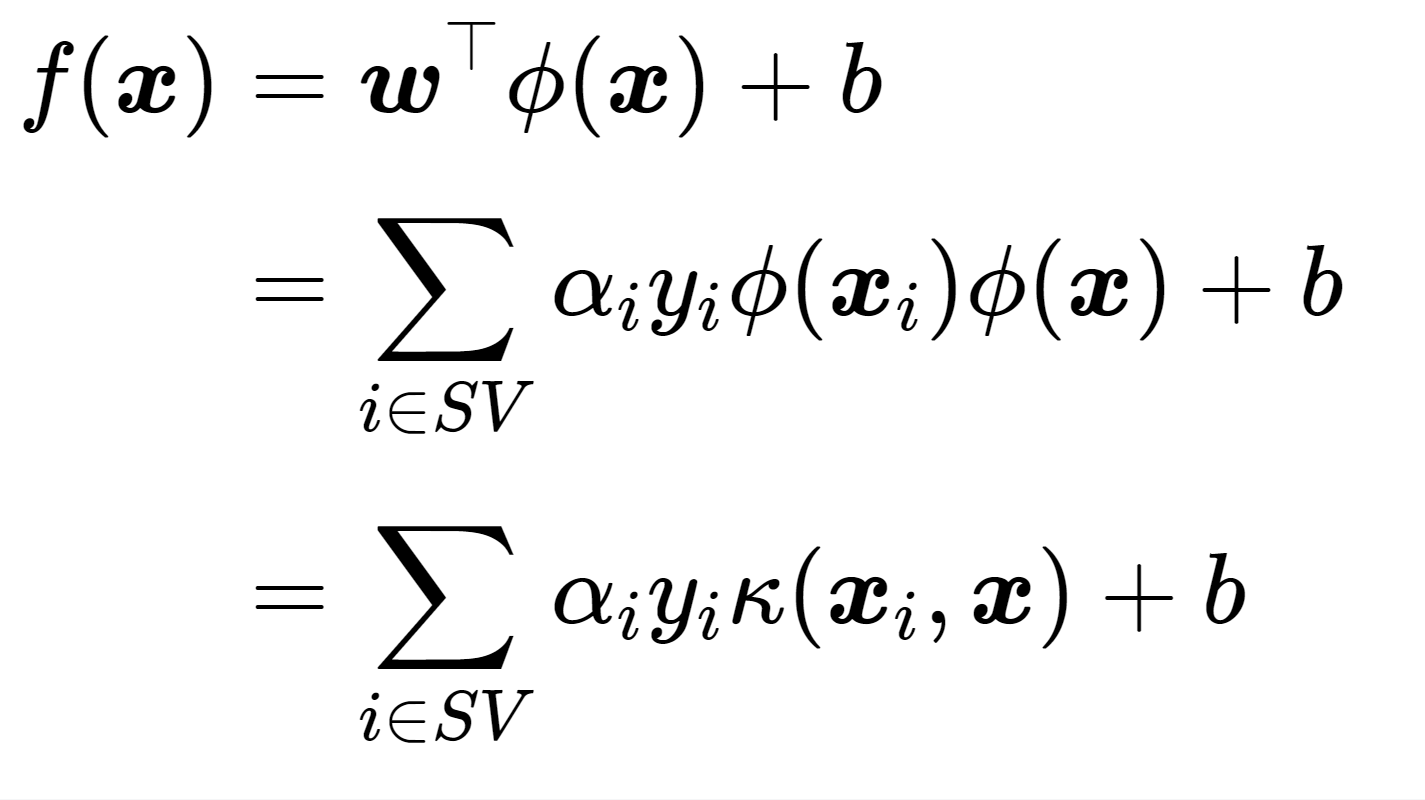 f(𝒙) = 𝒘^⊤ϕ(𝒙) + b
= ∑_{i∈SV} α_i y_i ϕ(𝒙_i)ϕ(𝒙) + b
= ∑_{i∈SV} α_i y_i κ(𝒙_i, 𝒙) + b